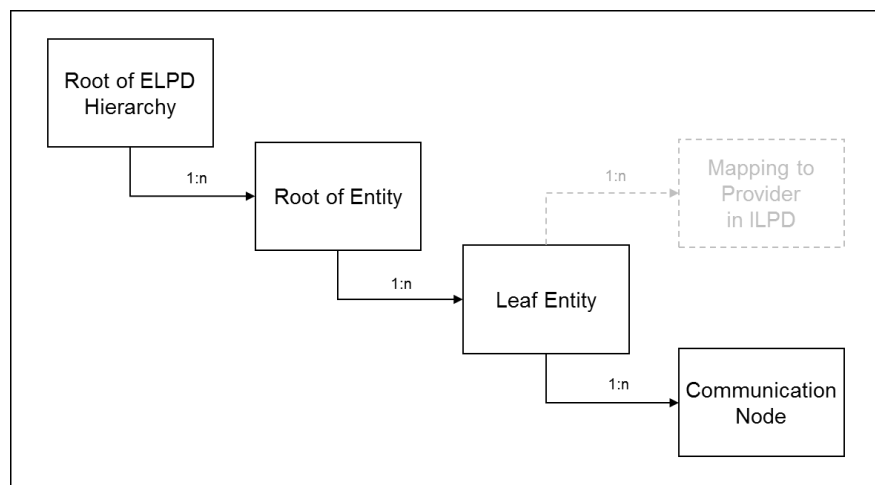 Root of ELPD
Hierarchy
1:n
Root of Entity
1:n
Mapping to
Provider
in ILPD
1:n
Leaf Entity
1:n
Communication
Node